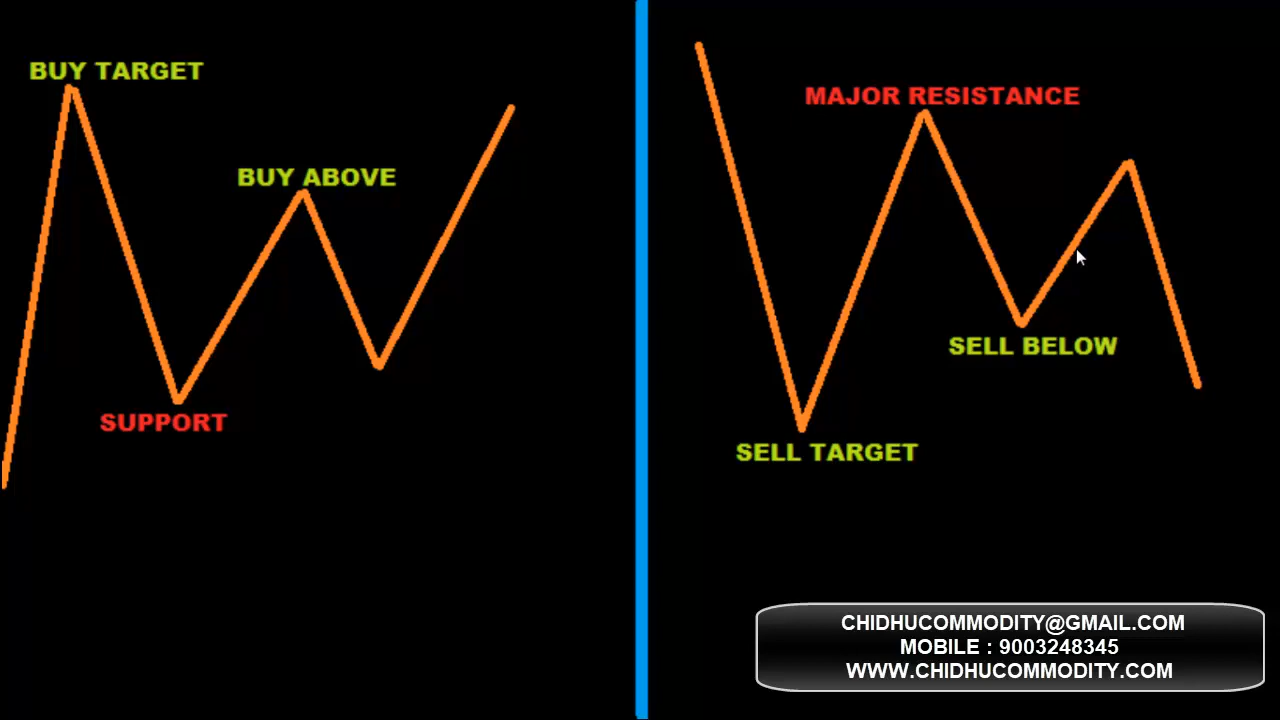 BUY TARGET
BUY ABOVE
SUPPORT
MAJOR RESISTANCE
SELL BELOW
SELL TARGET
CHIDHUCOMMODITY@GMAIL.COM
MOBILE : 9003248345
WWW.CHIDHUCOMMODITY.COM